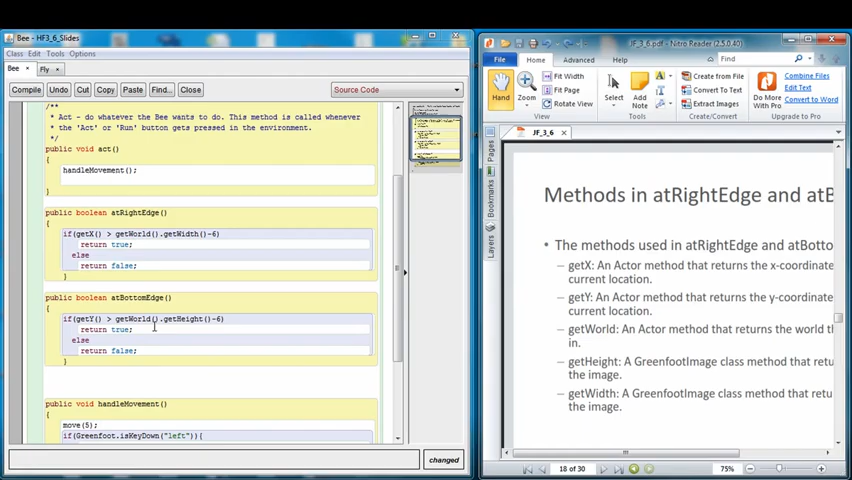 Bee - HF3_6_Slides
Class Edit Tools Options
Bee × Fly ×
Compile Undo Cut Copy Paste Find... Close Source Code
/**
* Act - do whatever the Bee wants to do. This method is called whenever
* the 'Act' or 'Run' button gets pressed in the environment.
*/
public void act()
{
handleMovement();
}
public boolean atRightEdge()
{
if(getX() > getWorld().getWidth()-6)
return true;
else
return false;
}
public boolean atBottomEdge()
{
if(getY() > getWorld().getHeight()-6)
return true;
else
return false;
}
public void handleMovement()
{
move(5);
if(Greenfoot.isKeyDown("left")){
changed
JF_3_6.pdf - Nitro Reader (2.5.0.40)
File Home Advanced Help Find
Hand
Zoom
Fit Width
Fit Page
Rotate View
View
Select
Add Note
Tools
Create from File
Convert To Text
Extract Images
Create/Convert
Do More With Pro
Combine Files
Edit Text
Convert to Word
JF_3_6 ×
Pages
Bookmarks
Layers
Methods in atRightEdge and atB
• The methods used in atRightEdge and atBotto
– getX: An Actor method that returns the x-coordinate
current location.
– getY: An Actor method that returns the y-coordinate
current location.
– getWorld: An Actor method that returns the world th
in.
– getHeight: A GreenfootImage class method that retu
the image.
– getWidth: A GreenfootImage class method that retur
the image.
18 of 30
75%